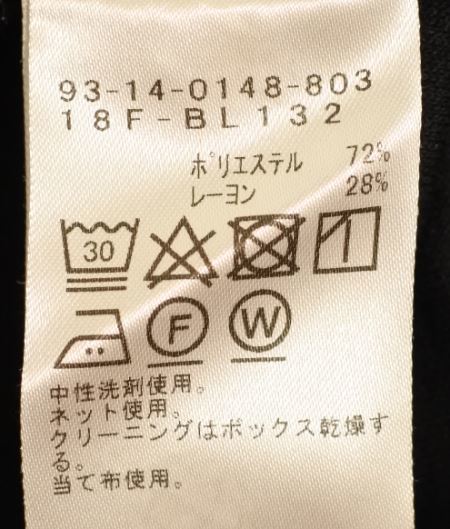 93-14-0148-803
18F-BL132
ポリエステル 72%
レーヨン 28%
30
F W
中性洗剤使用。
ネット使用。
クリーニングはボックス乾燥す
る。
当て布使用。